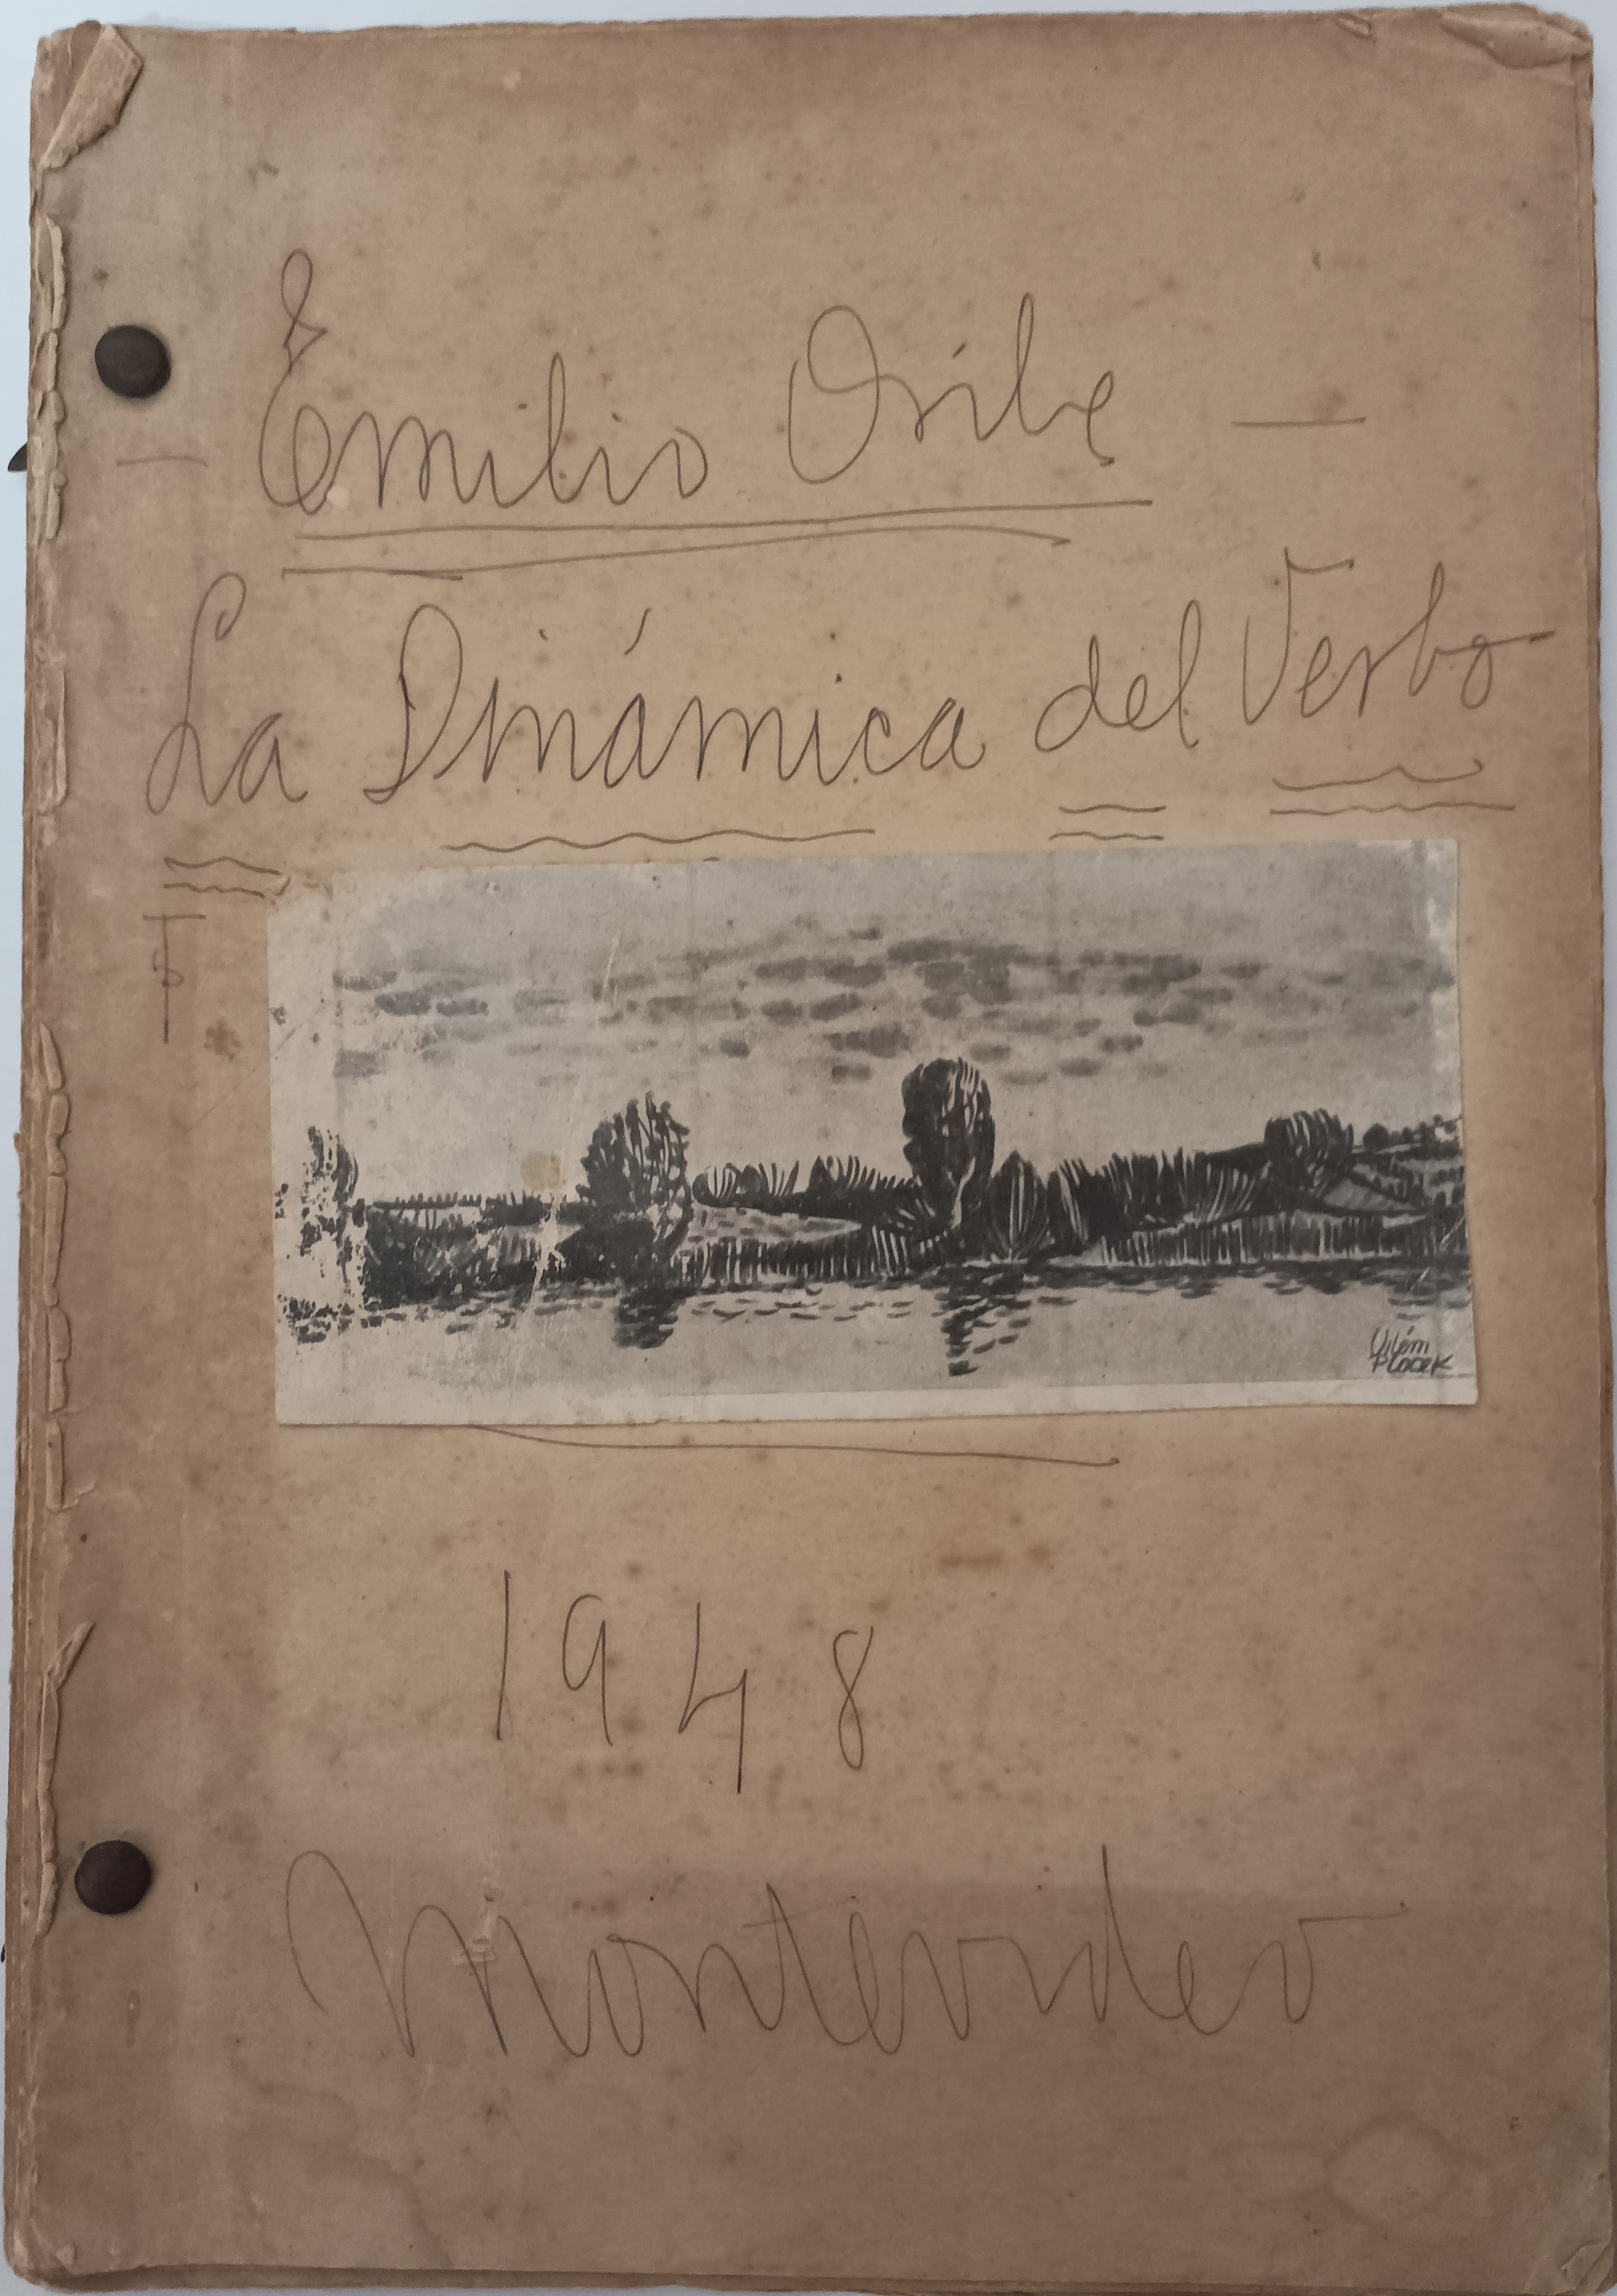 — Emilio Oribe —
La Dinámica del Verbo
Vilém
Plocek
1948
Montevideo